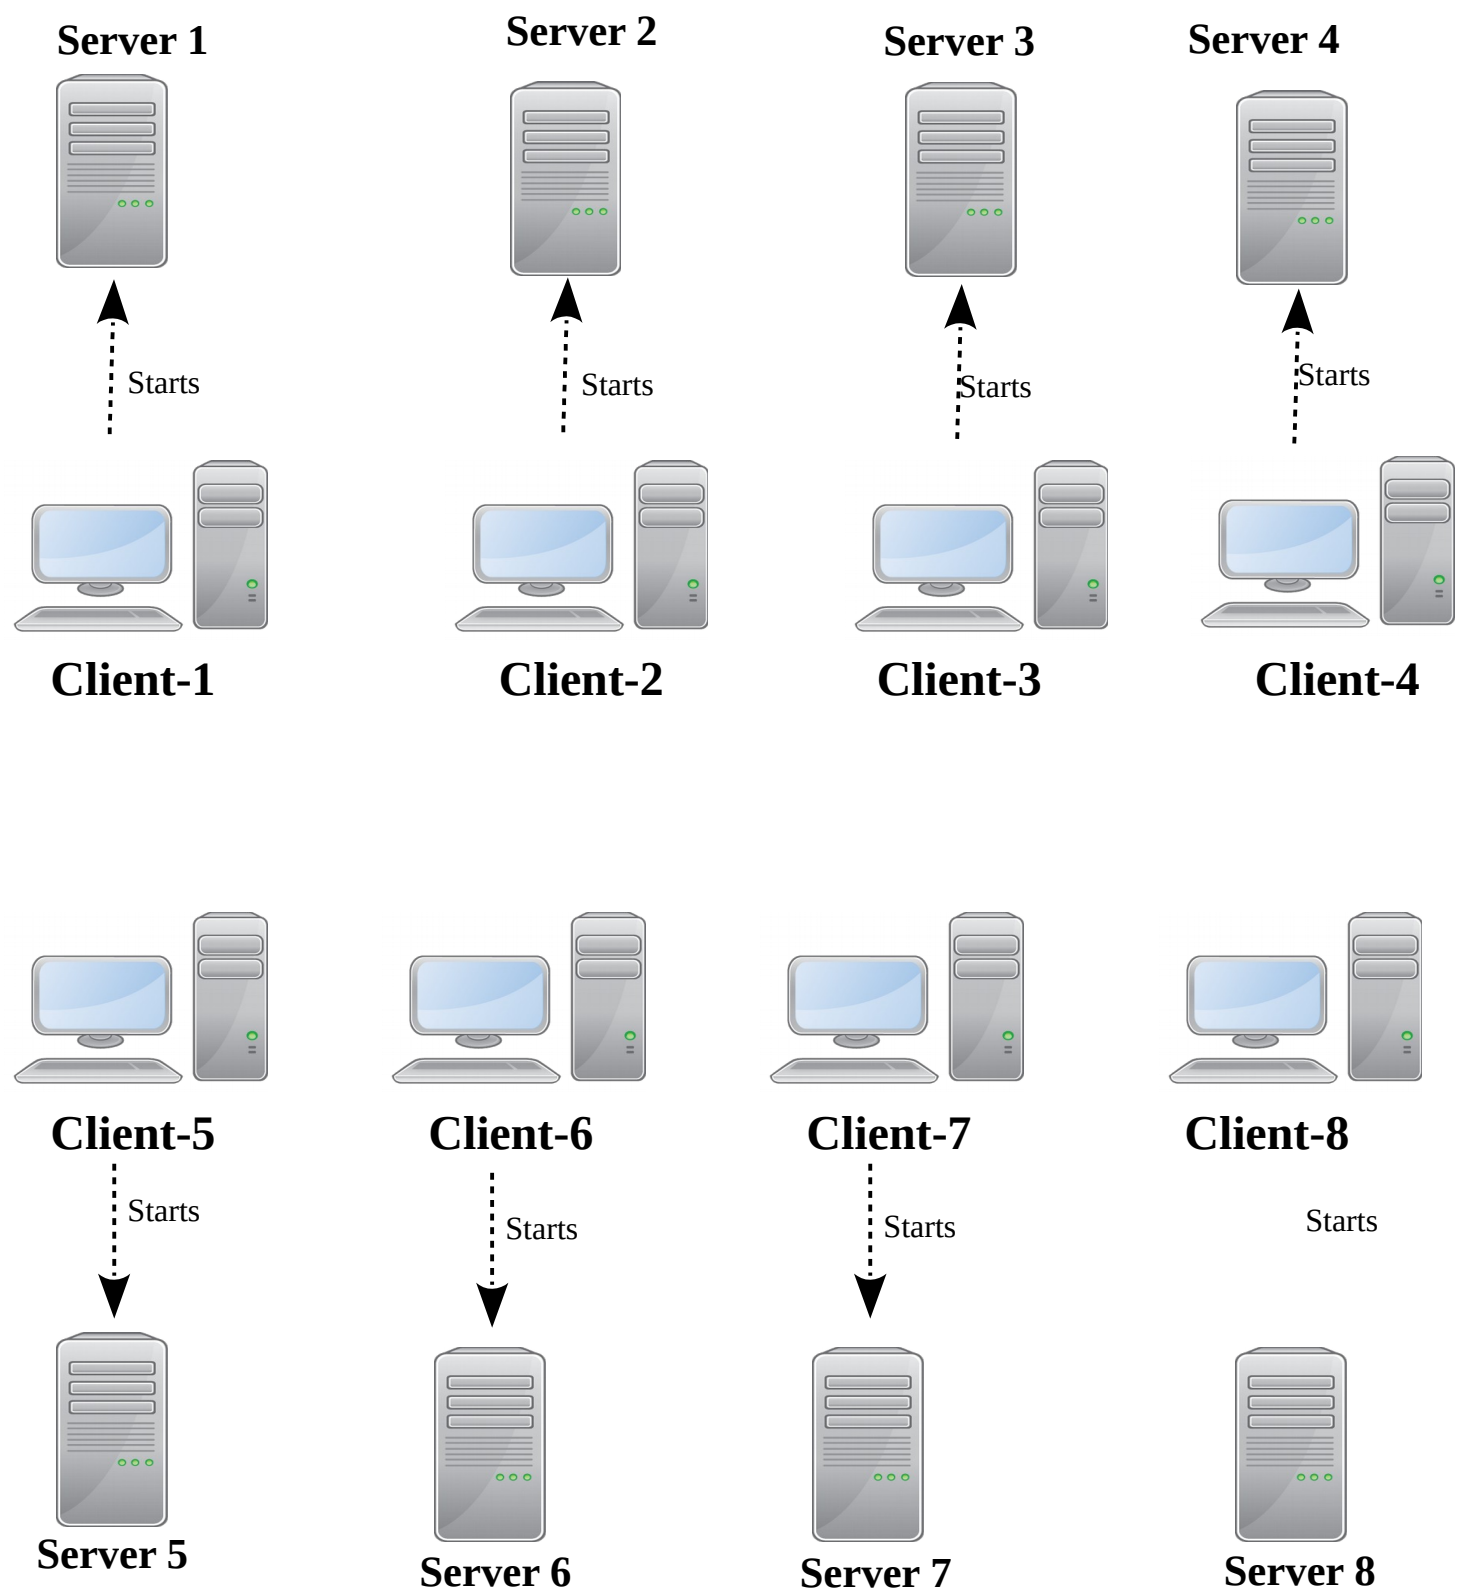 Server 1
Server 2
Server 3
Server 4
Starts
Starts
Starts
Starts
Client-1
Client-2
Client-3
Client-4
Client-5
Client-6
Client-7
Client-8
Starts
Starts
Starts
Starts
Server 5
Server 6
Server 7
Server 8